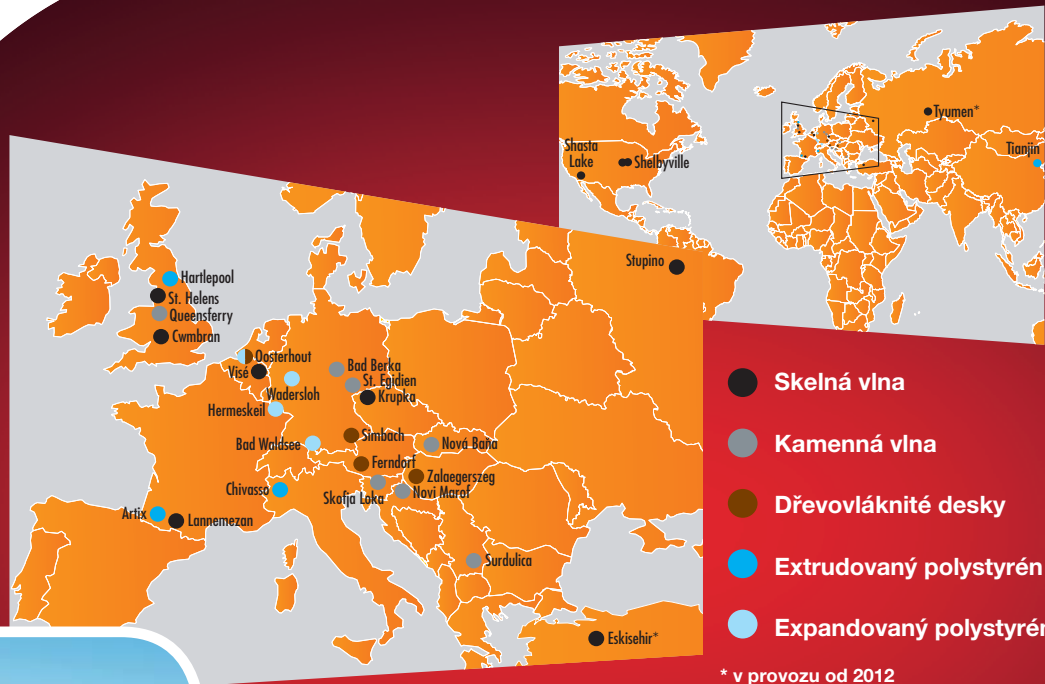 Tyumen*
Shasta
Lake
Shelbyville
Tianjin
Stupino
Hartlepool
St. Helens
Queensferry
Cwmbran
Oosterhout
Visé
Wadersloh
Hermeskeil
Bad Berka
St. Egidien
Krupka
Bad Waldsee
Simbach
Nová Baňa
Ferndorf
Zalaegerszeg
Skofja Loka
Novi Marof
Chivasso
Artix
Lannemezan
Surdulica
Eskisehir*
Skelná vlna
Kamenná vlna
Dřevovláknité desky
Extrudovaný polystyrén
Expandovaný polystyrén
* v provozu od 2012